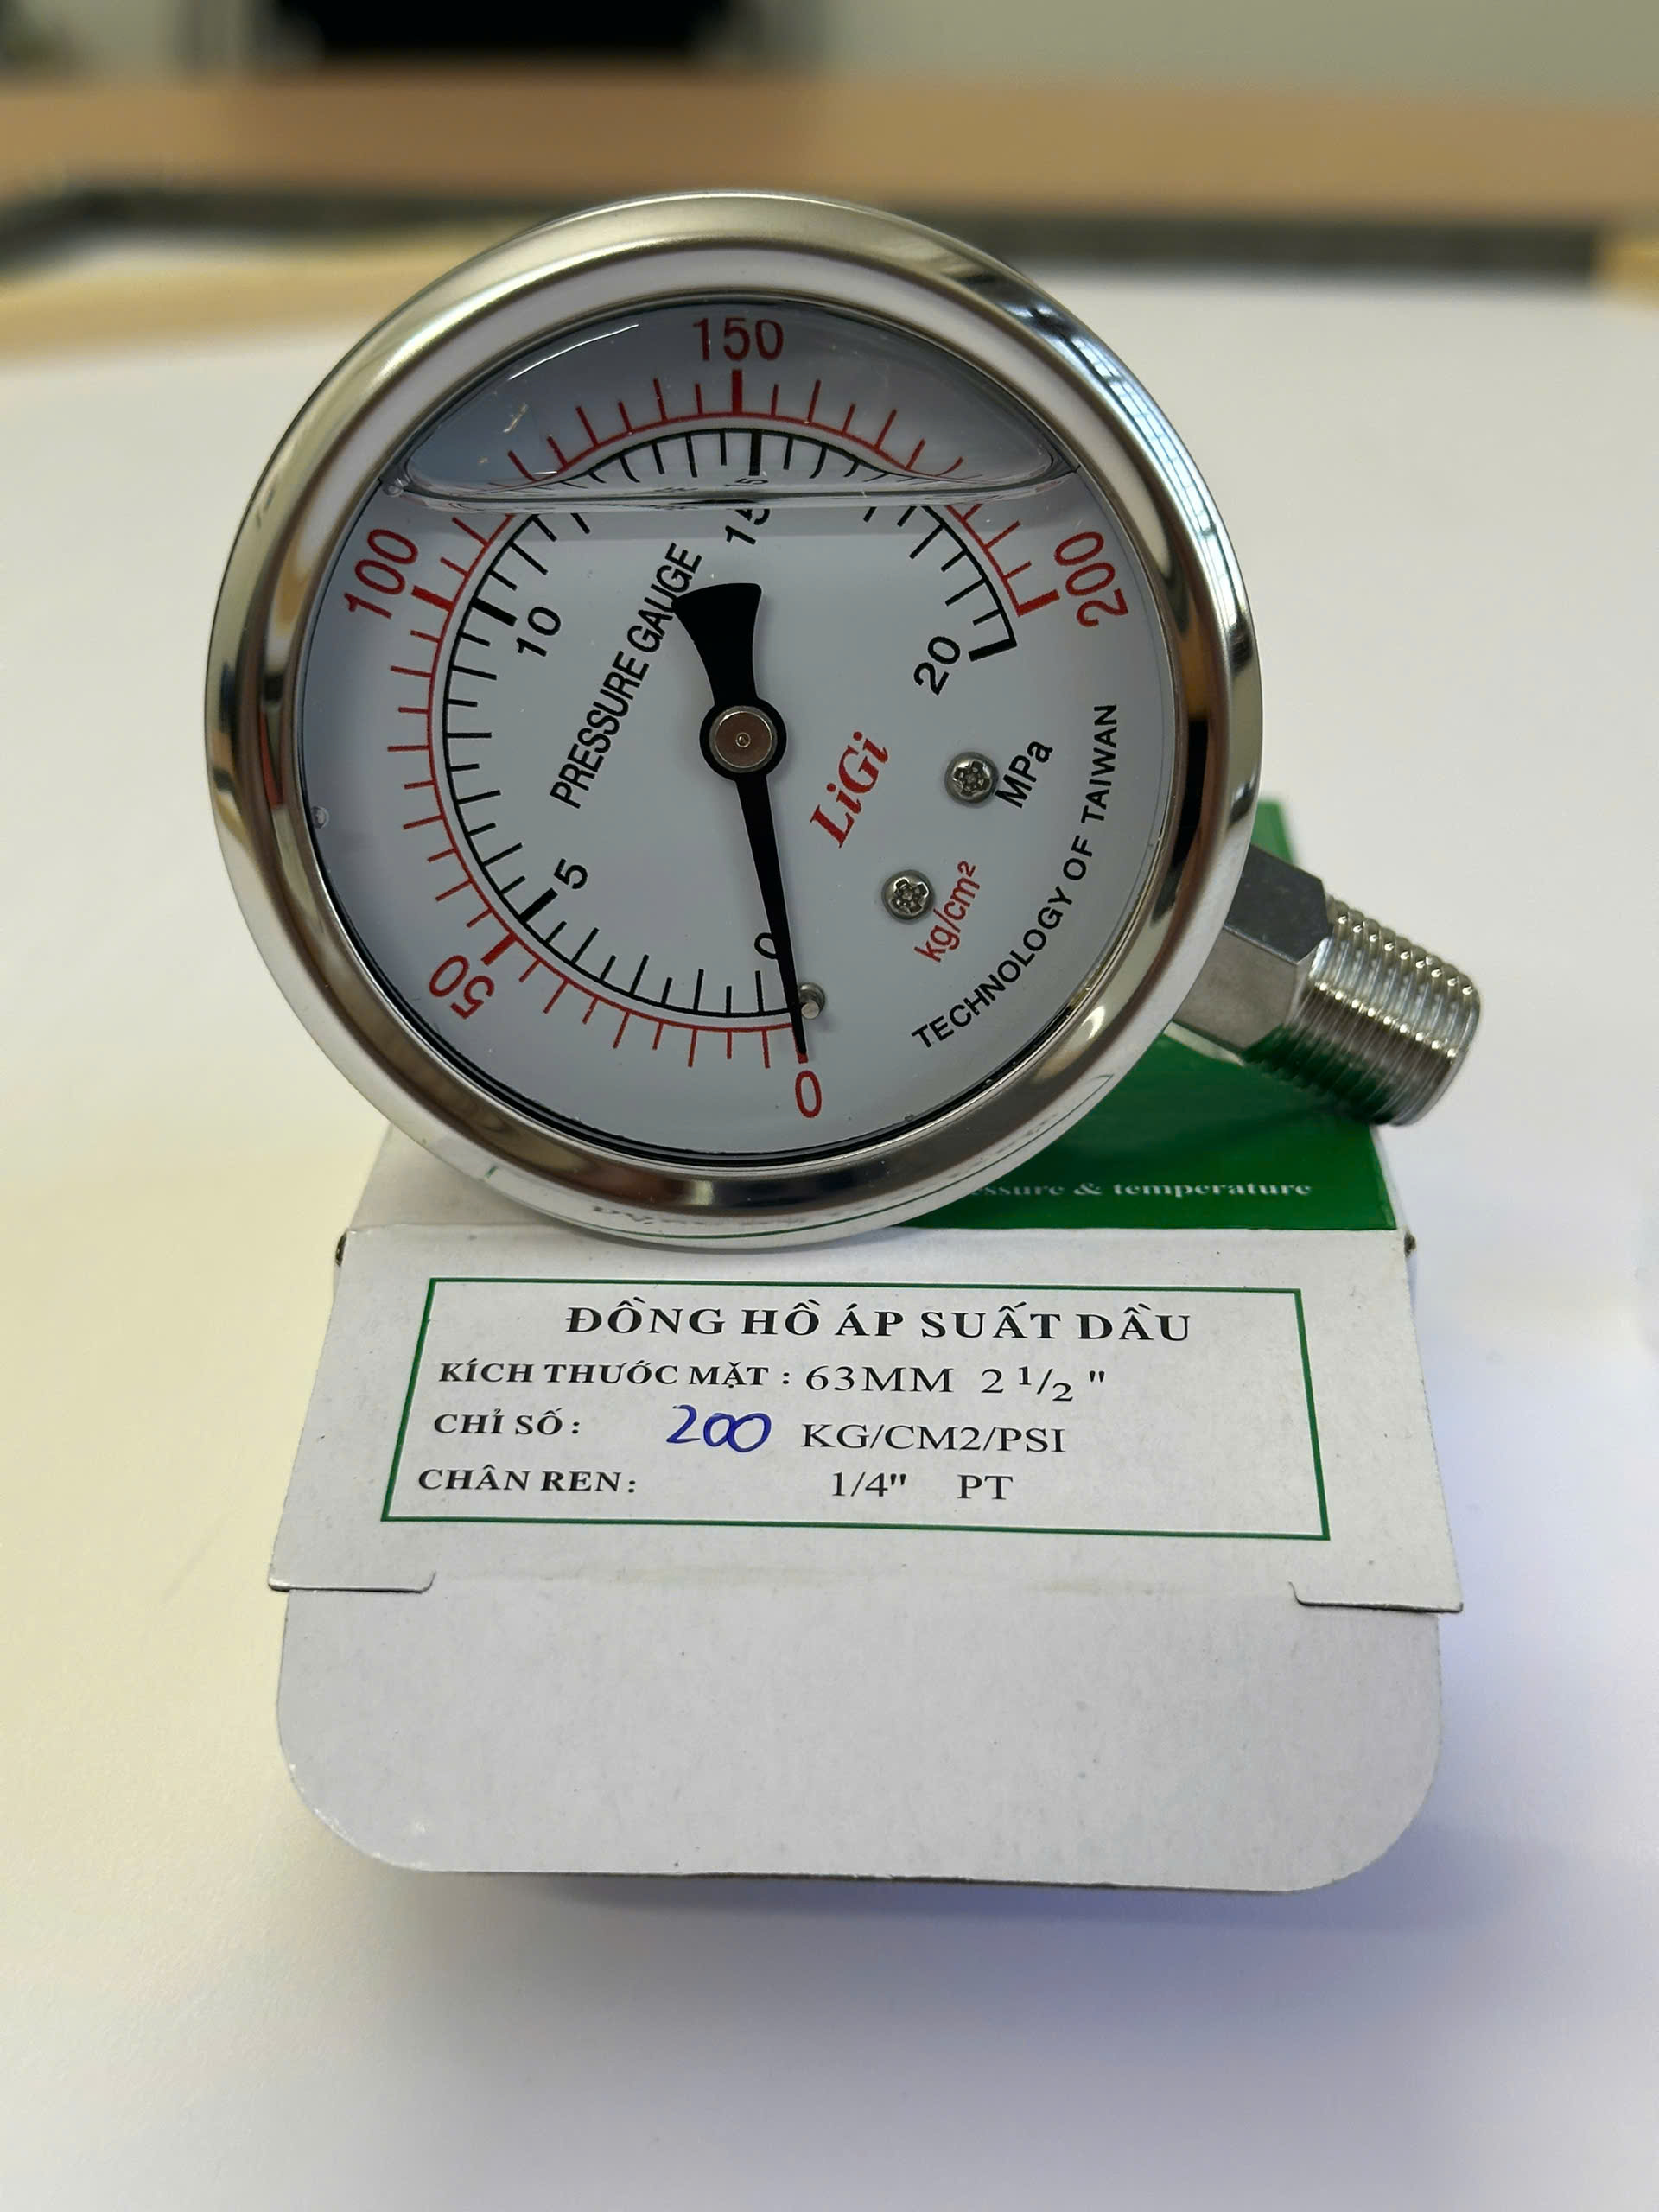 150
100
200
15
10
20
PRESSURE GAUGE
LiGi
MPa
5
kg/cm²
50
0
0
TECHNOLOGY OF TAIWAN
essure & temperature
ĐỒNG HỒ ÁP SUẤT DẦU
KÍCH THƯỚC MẶT : 63MM 2 1/2 "
CHỈ SỐ: 200 KG/CM2/PSI
CHÂN REN: 1/4" PT